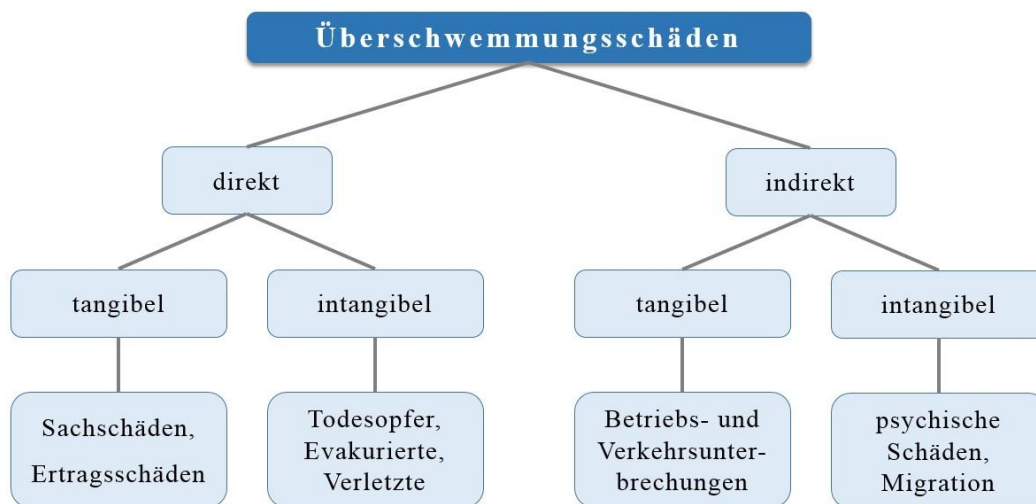 Überschwemmungsschäden
direkt
indirekt
tangibel
intangibel
tangibel
intangibel
Sachschäden,
Ertragsschäden
Todesopfer,
Evakurierte,
Verletzte
Betriebs- und
Verkehrsunter-
brechungen
psychische
Schäden,
Migration